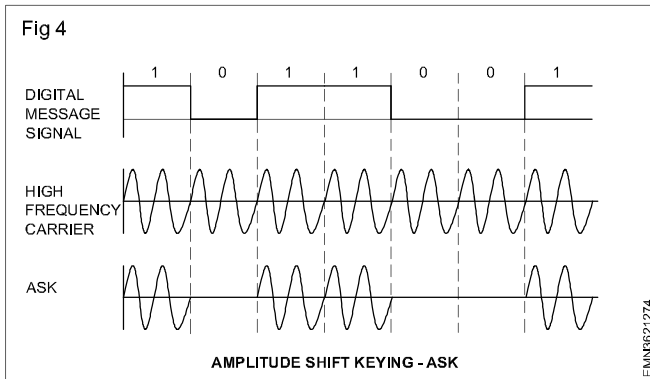 Fig 4
1 0 1 1 0 0 1
DIGITAL
MESSAGE
SIGNAL
HIGH
FREQUENCY
CARRIER
ASK
AMPLITUDE SHIFT KEYING - ASK
EMN3621274